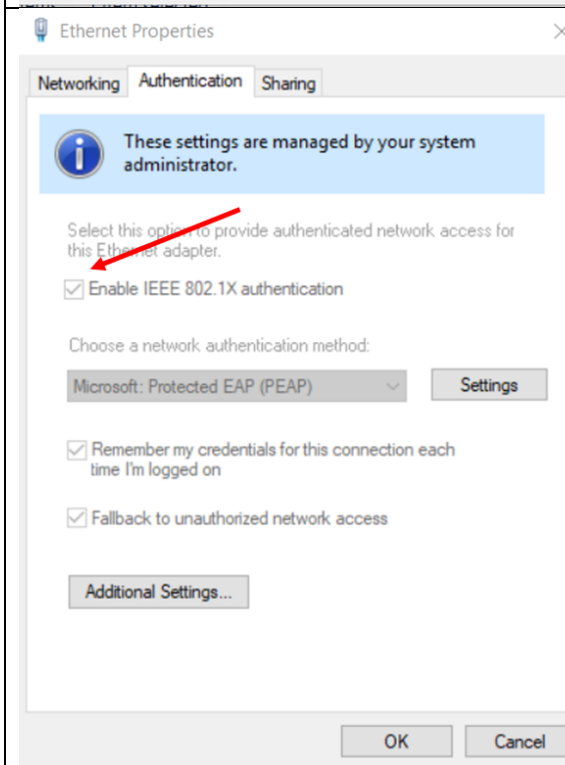 Ethernet Properties
Networking Authentication Sharing
These settings are managed by your system
administrator.
Select this option to provide authenticated network access for
this Ethernet adapter.
Enable IEEE 802.1X authentication
Choose a network authentication method:
Microsoft: Protected EAP (PEAP) Settings
Remember my credentials for this connection each
time I'm logged on
Fallback to unauthorized network access
Additional Settings...
OK Cancel